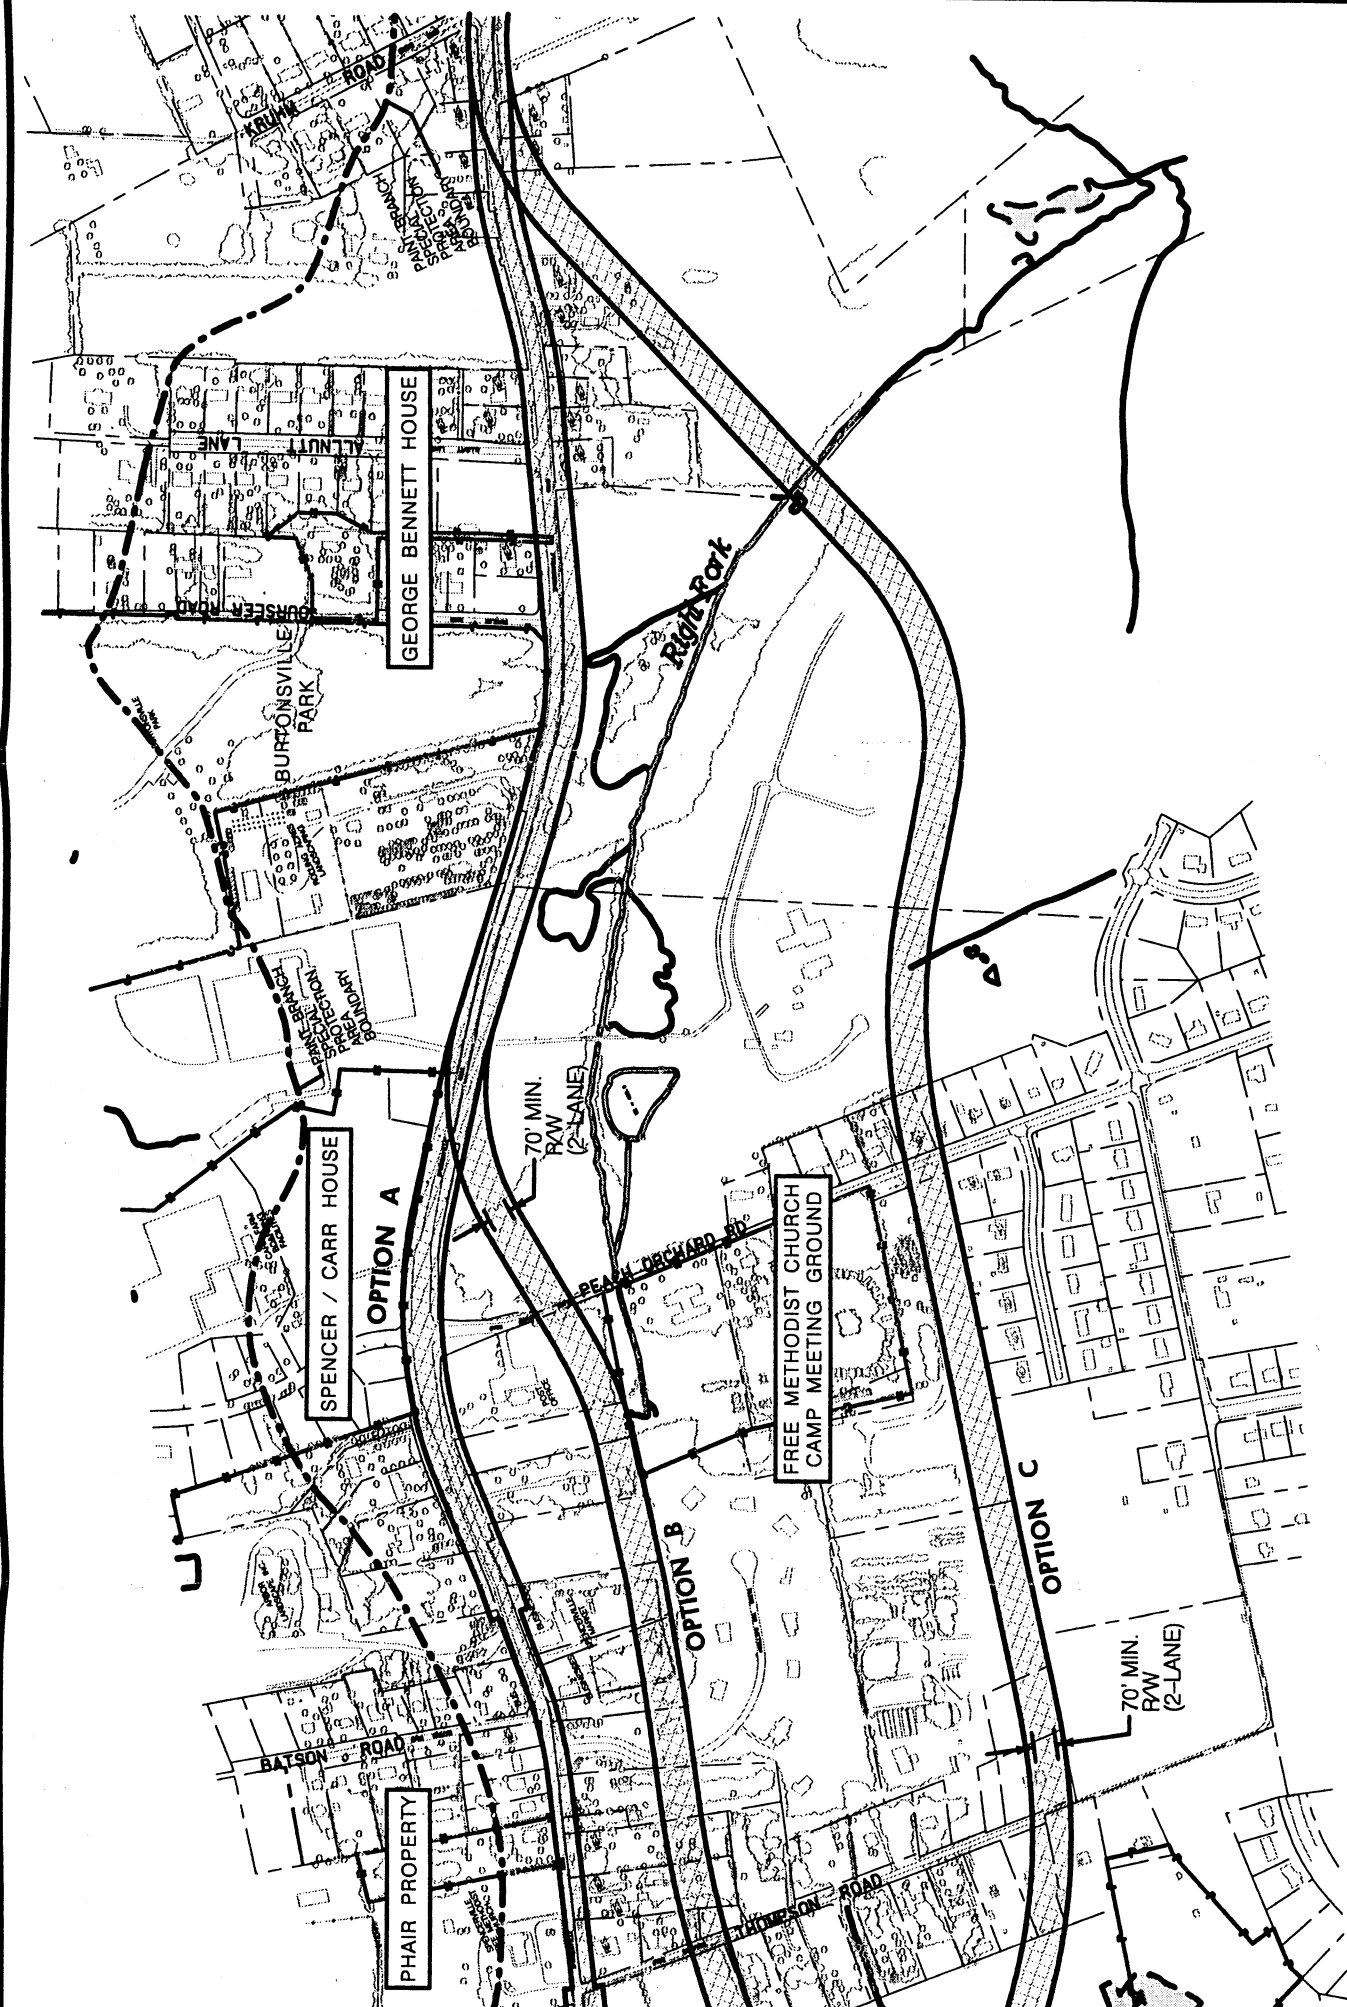 KRUHM
ROAD
PAINT BRANCH
SPECIAL
PROTECTION
AREA
BOUNDARY
ALLNUTT LANE
GEORGE BENNETT HOUSE
ROAD
BURTONSVILLE
PARK
Right Fork
PAINT BRANCH
SPECIAL
PROTECTION
AREA
BOUNDARY
70' MIN.
R/W
(2-LANE)
SPENCER / CARR HOUSE
OPTION A
PEACH ORCHARD RD
FREE METHODIST CHURCH
CAMP MEETING GROUND
POST
OFFICE
OPTION B
OPTION C
70' MIN.
R/W
(2-LANE)
BATSON ROAD
PHAIR PROPERTY
THOMPSON ROAD